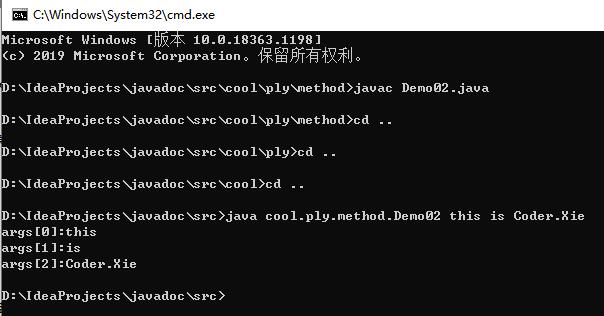 C:\Windows\System32\cmd.exe
Microsoft Windows [版本 10.0.18363.1198]
(c) 2019 Microsoft Corporation。保留所有权利。
D:\IdeaProjects\javadoc\src\cool\ply\method>javac Demo02.java
D:\IdeaProjects\javadoc\src\cool\ply\method>cd ..
D:\IdeaProjects\javadoc\src\cool\ply>cd ..
D:\IdeaProjects\javadoc\src\cool>cd ..
D:\IdeaProjects\javadoc\src>java cool.ply.method.Demo02 this is Coder.Xie
args[0]:this
args[1]:is
args[2]:Coder.Xie
D:\IdeaProjects\javadoc\src>